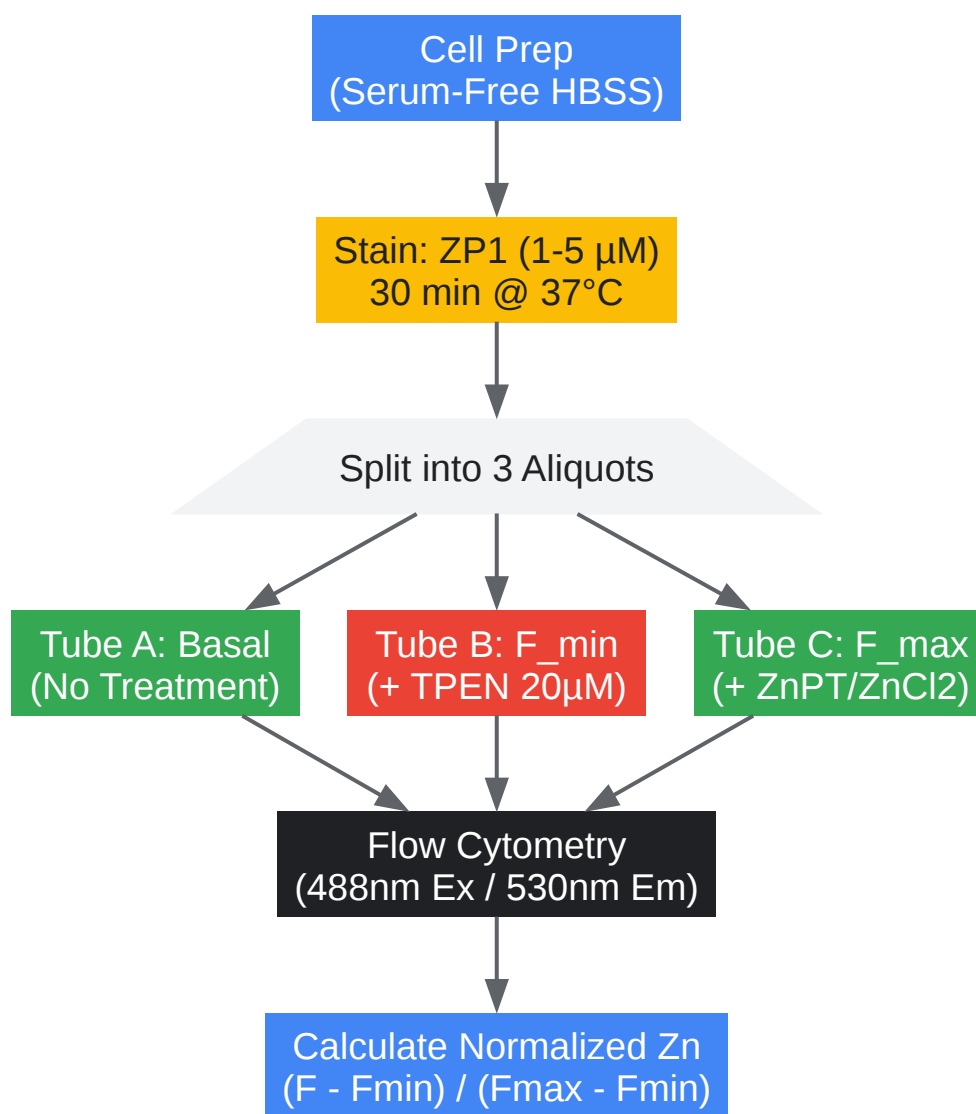 Cell Prep
(Serum-Free HBSS)
Stain: ZP1 (1-5 µM)
30 min @ 37°C
Split into 3 Aliquots
Tube A: Basal
(No Treatment)
Tube B: F_min
(+ TPEN 20µM)
Tube C: F_max
(+ ZnPT/ZnCl2)
Flow Cytometry
(488nm Ex / 530nm Em)
Calculate Normalized Zn
(F - Fmin) / (Fmax - Fmin)